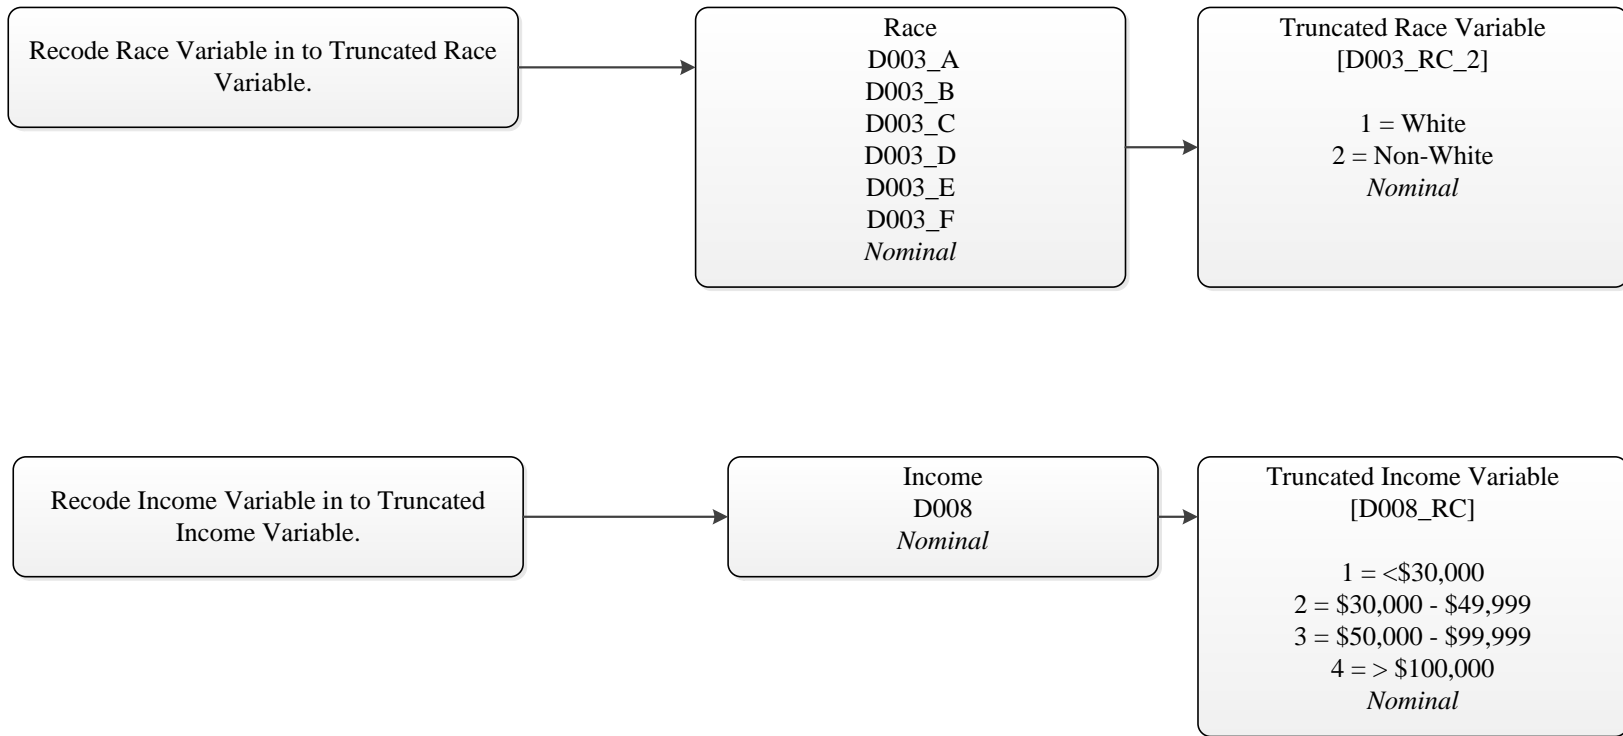 Recode Race Variable in to Truncated Race
Variable.
Race
D003_A
D003_B
D003_C
D003_D
D003_E
D003_F
Nominal
Truncated Race Variable
[D003_RC_2]
1 = White
2 = Non-White
Nominal
Recode Income Variable in to Truncated
Income Variable.
Income
D008
Nominal
Truncated Income Variable
[D008_RC]
1 = <$30,000
2 = $30,000 - $49,999
3 = $50,000 - $99,999
4 = > $100,000
Nominal